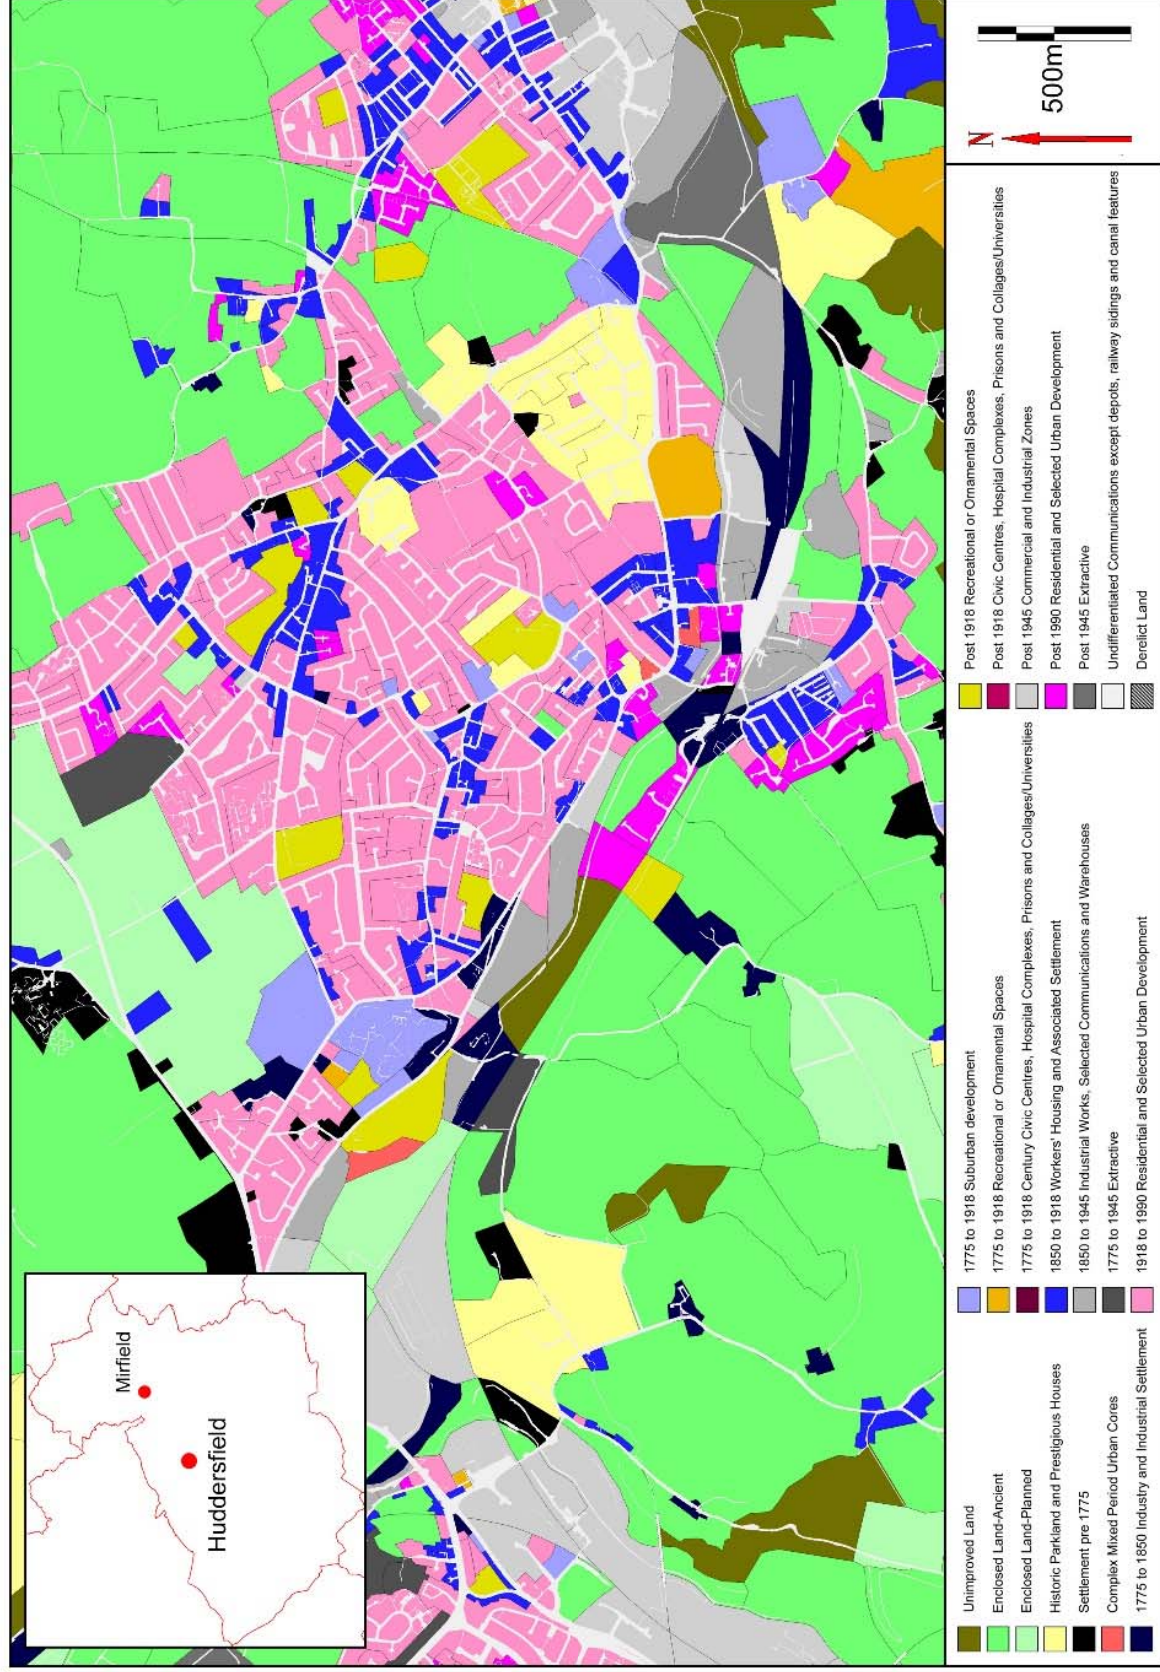 Mirfield
Huddersfield
Unimproved Land
Enclosed Land-Ancient
Enclosed Land-Planned
Historic Parkland and Prestigious Houses
Settlement pre 1775
Complex Mixed Period Urban Cores
1775 to 1850 Industry and Industrial Settlement
1775 to 1918 Suburban development
1775 to 1918 Recreational or Ornamental Spaces
1775 to 1918 Century Civic Centres, Hospital Complexes, Prisons and Collages/Universities
1850 to 1918 Workers' Housing and Associated Settlement
1850 to 1945 Industrial Works, Selected Communications and Warehouses
1775 to 1945 Extractive
1918 to 1990 Residential and Selected Urban Development
Post 1918 Recreational or Ornamental Spaces
Post 1918 Civic Centres, Hospital Complexes, Prisons and Collages/Universities
Post 1945 Commercial and Industrial Zones
Post 1990 Residential and Selected Urban Development
Post 1945 Extractive
Undifferentiated Communications except depots, railway sidings and canal features
Derelict Land
N
500m